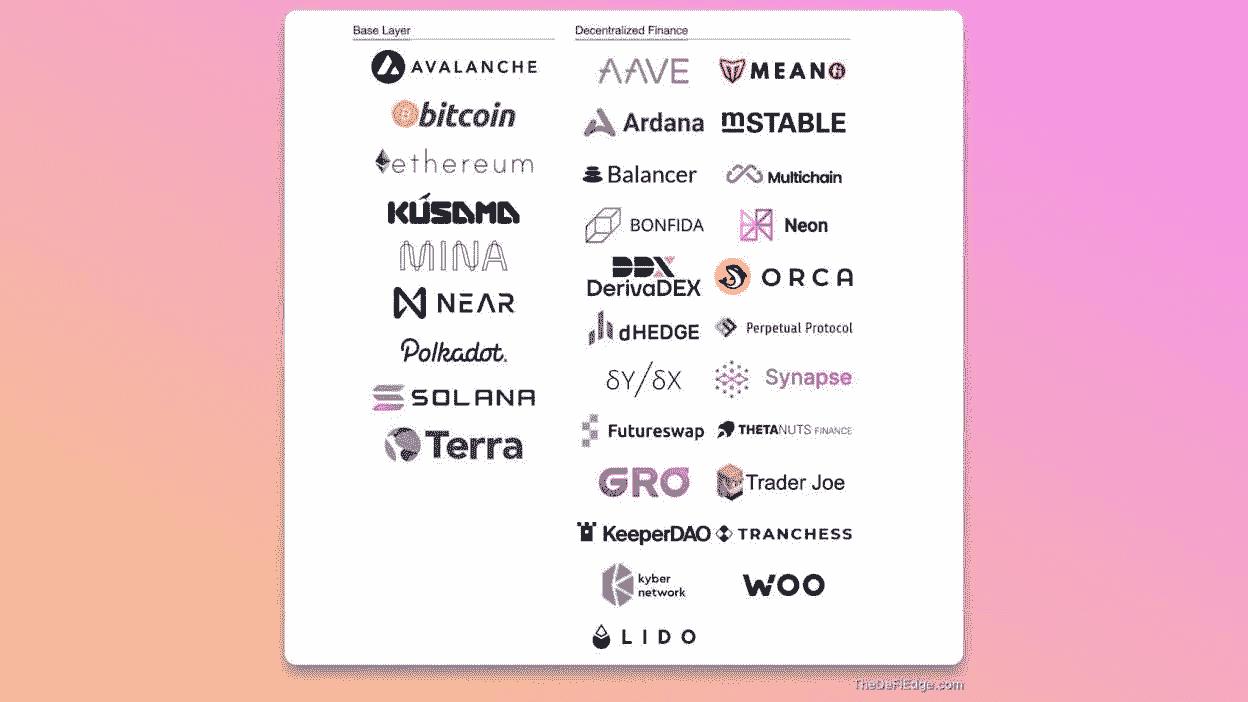 Base Layer
AVALANCHE
bitcoin
ethereum
KÚSAMA
MINA
NEAR
Polkadot.
SOLANA
Terra
Decentralized Finance
AAVE
Ardana
Balancer
BONFIDA
DDX
DerivaDEX
dHEDGE
δY/δX
Futureswap
GRO
KeeperDAO
kyber
network
LIDO
MEAN
mSTABLE
Multichain
Neon
ORCA
Perpetual Protocol
Synapse
THETANUTS FINANCE
Trader Joe
TRANCHESS
WOO
TheDeFiEdge.com